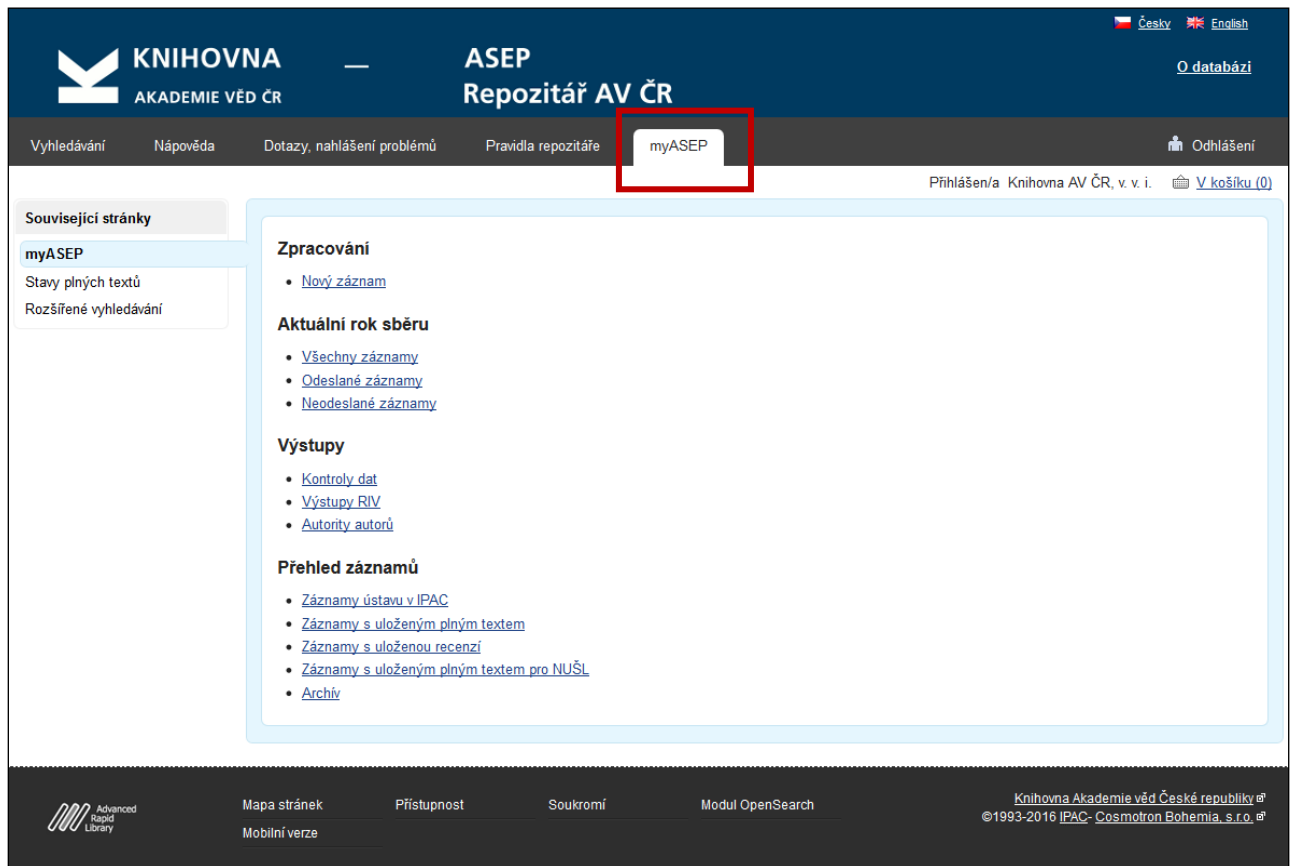 Česky English
KNIHOVNA — ASEP
AKADEMIE VĚD ČR Repozitář AV ČR
O databázi
Vyhledávání Nápověda Dotazy, nahlášení problémů Pravidla repozitáře myASEP Odhlášení
Přihlášen/a Knihovna AV ČR, v. v. i. V košíku (0)
Související stránky
myASEP
Stavy plných textů
Rozšířené vyhledávání
Zpracování
• Nový záznam
Aktuální rok sběru
• Všechny záznamy
• Odeslané záznamy
• Neodeslané záznamy
Výstupy
• Kontroly dat
• Výstupy RIV
• Autority autorů
Přehled záznamů
• Záznamy ústavu v IPAC
• Záznamy s uloženým plným textem
• Záznamy s uloženou recenzí
• Záznamy s uloženým plným textem pro NUŠL
• Archív
Advanced
Rapid
Library
Mapa stránek Přístupnost Soukromí Modul OpenSearch
Mobilní verze
Knihovna Akademie věd České republiky
©1993-2016 IPAC- Cosmotron Bohemia, s.r.o.